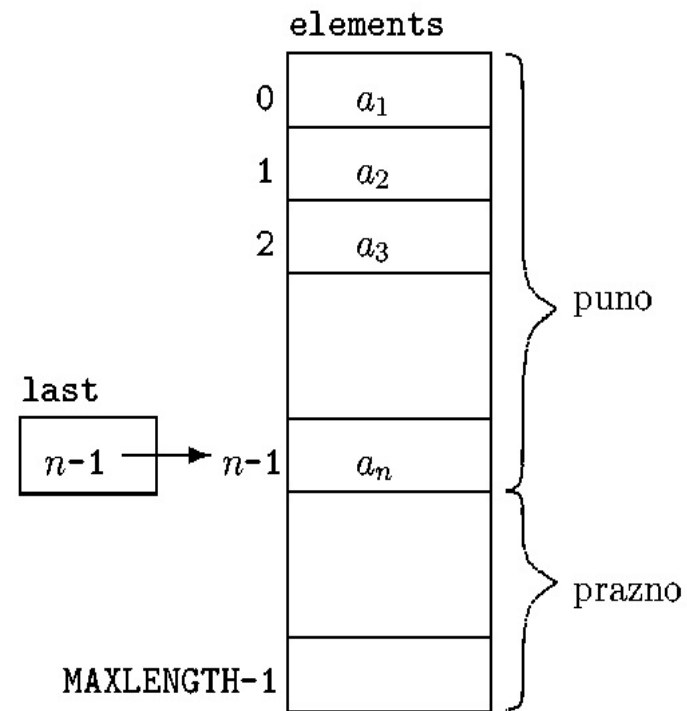 elements
0 a₁
1 a₂
2 a₃
puno
last
n-1 n-1 aₙ
prazno
MAXLENGTH-1